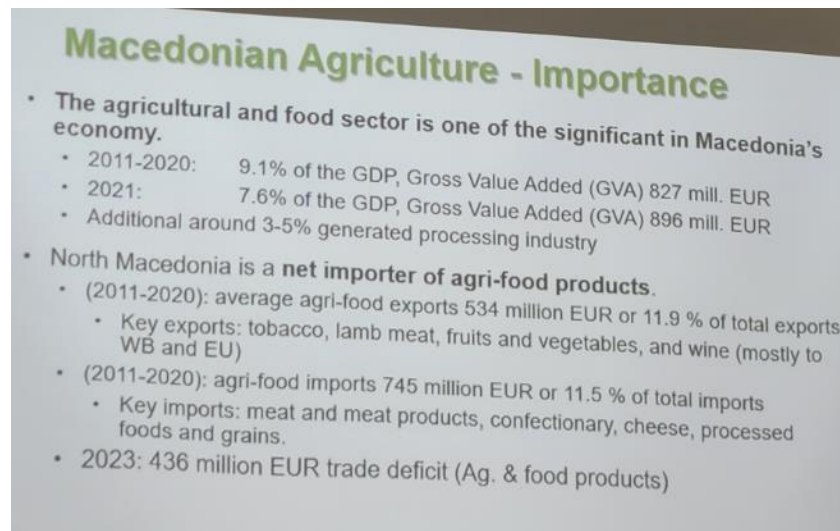 Macedonian Agriculture - Importance
• The agricultural and food sector is one of the significant in Macedonia's
economy.
• 2011-2020: 9.1% of the GDP, Gross Value Added (GVA) 827 mill. EUR
• 2021: 7.6% of the GDP, Gross Value Added (GVA) 896 mill. EUR
• Additional around 3-5% generated processing industry
• North Macedonia is a net importer of agri-food products.
• (2011-2020): average agri-food exports 534 million EUR or 11.9 % of total exports
• Key exports: tobacco, lamb meat, fruits and vegetables, and wine (mostly to
WB and EU)
• (2011-2020): agri-food imports 745 million EUR or 11.5 % of total imports
• Key imports: meat and meat products, confectionary, cheese, processed
foods and grains.
• 2023: 436 million EUR trade deficit (Ag. & food products)